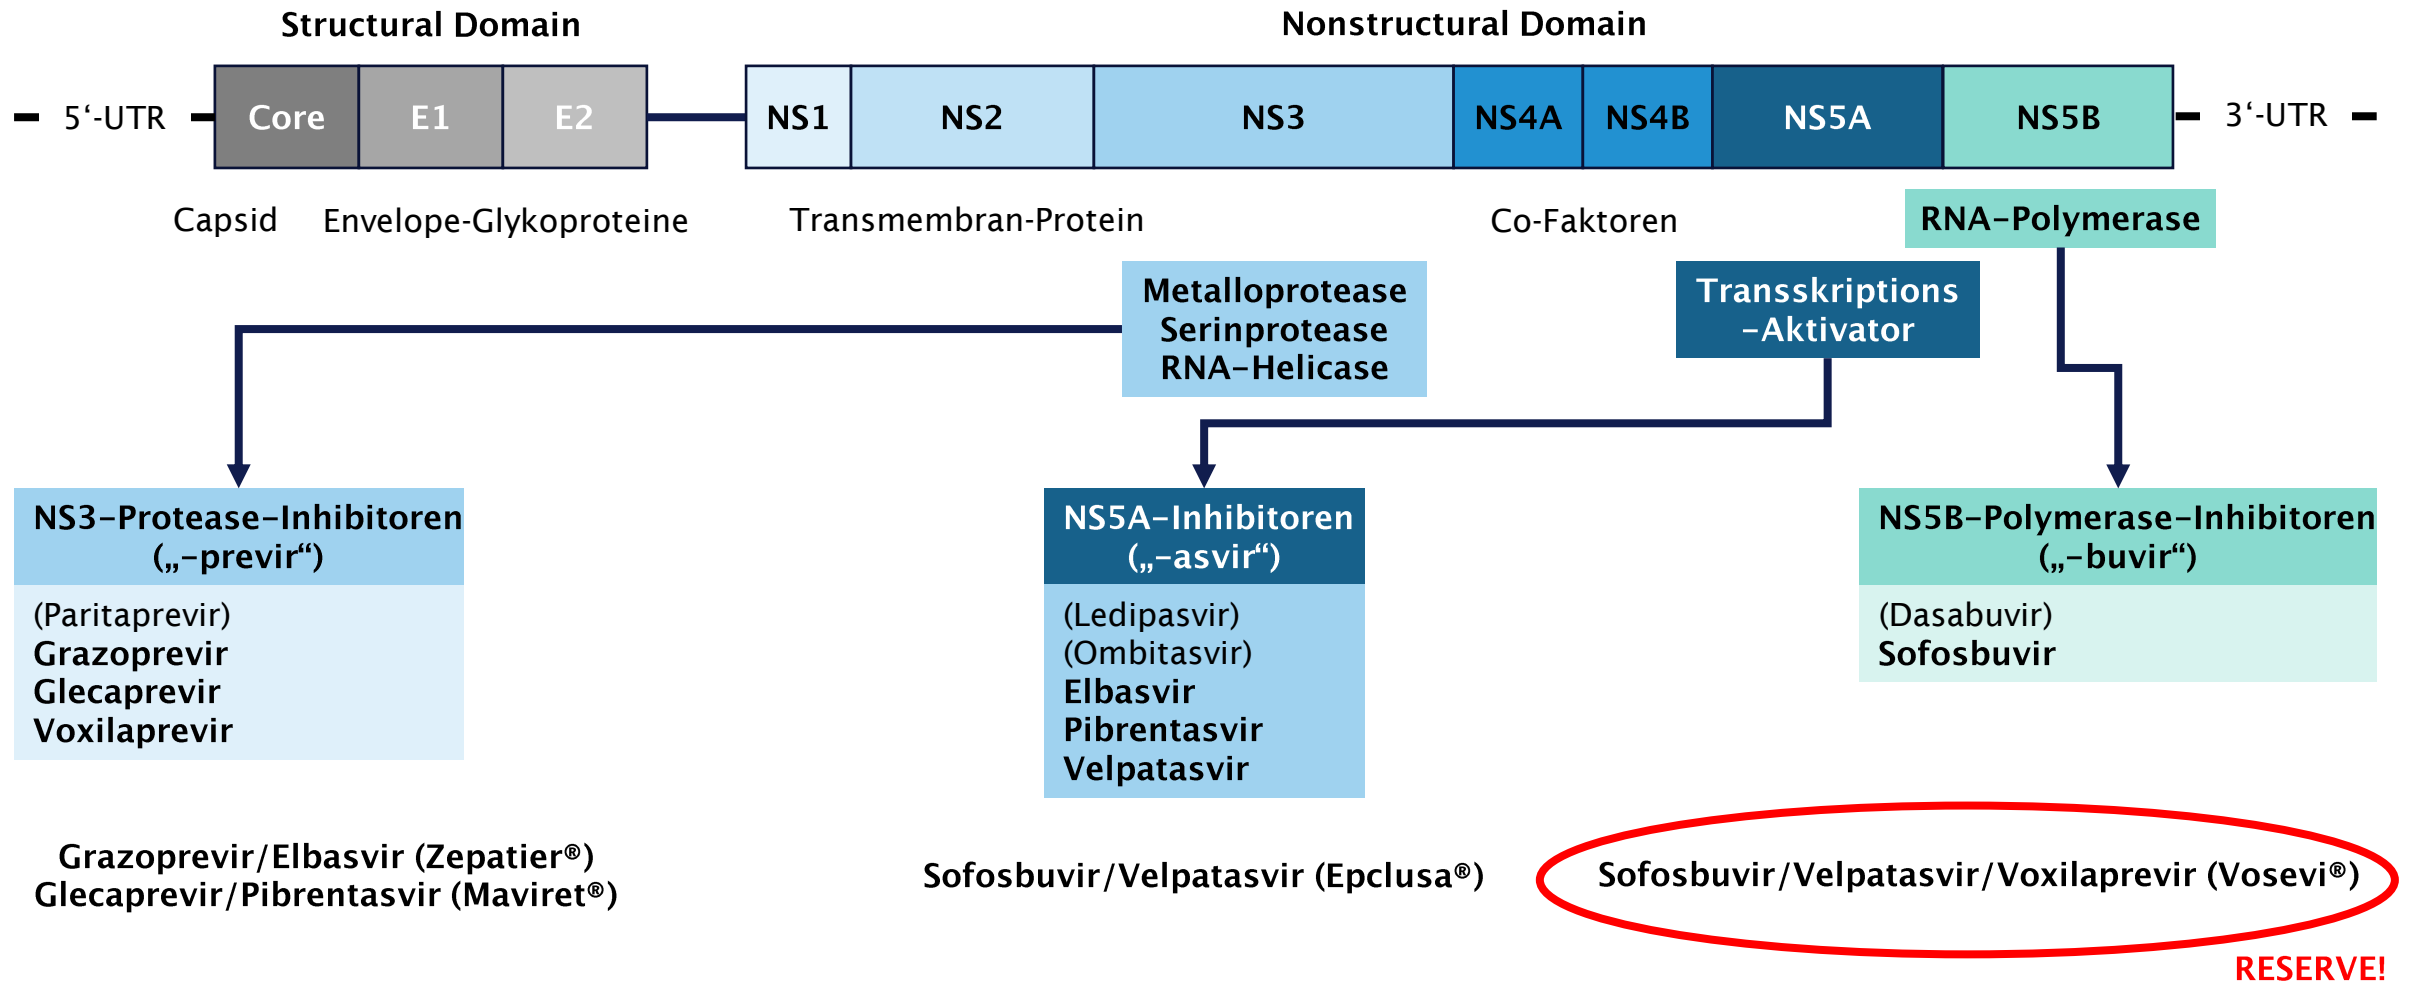 Structural Domain
Nonstructural Domain
5‘-UTR
Core
E1
E2
NS1
NS2
NS3
NS4A
NS4B
NS5A
NS5B
3‘-UTR
Capsid
Envelope-Glykoproteine
Transmembran-Protein
Co-Faktoren
RNA-Polymerase
Metalloprotease
Serinprotease
RNA-Helicase
Transskriptions
-Aktivator
NS3-Protease-Inhibitoren
(„-previr“)
(Paritaprevir)
Grazoprevir
Glecaprevir
Voxilaprevir
NS5A-Inhibitoren
(„-asvir“)
(Ledipasvir)
(Ombitasvir)
Elbasvir
Pibrentasvir
Velpatasvir
NS5B-Polymerase-Inhibitoren
(„-buvir“)
(Dasabuvir)
Sofosbuvir
Grazoprevir/Elbasvir (Zepatier®)
Glecaprevir/Pibrentasvir (Maviret®)
Sofosbuvir/Velpatasvir (Epclusa®)
Sofosbuvir/Velpatasvir/Voxilaprevir (Vosevi®)
RESERVE!